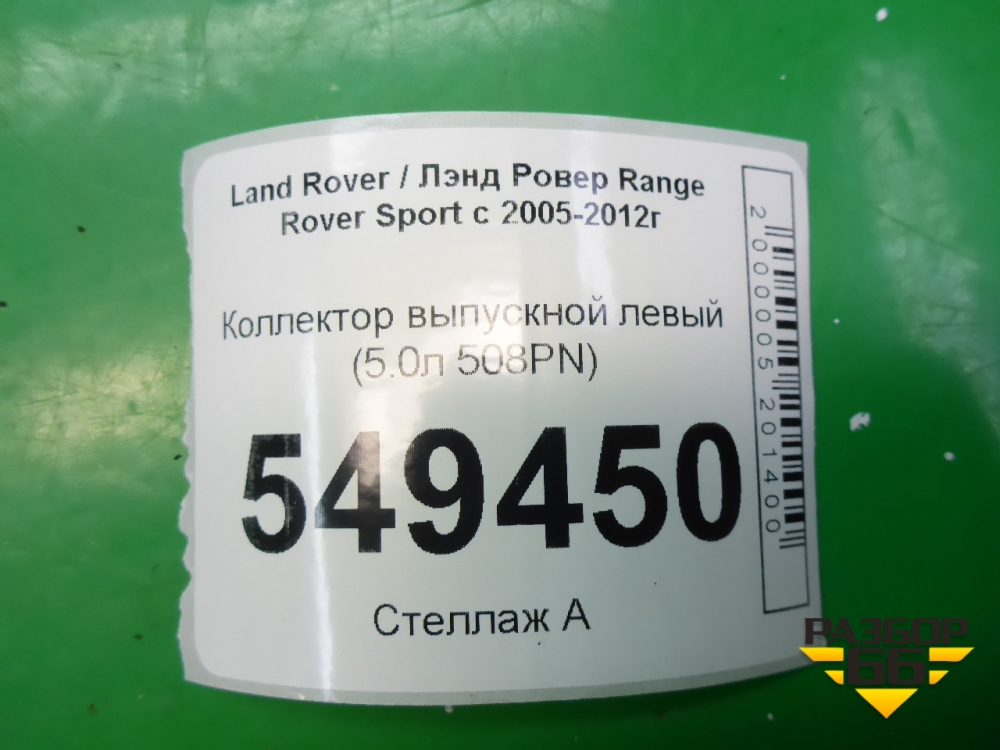 Land Rover / Лэнд Ровер Range
Rover Sport с 2005-2012г
Коллектор выпускной левый
(5.0л 508PN)
549450
Стеллаж А
2000005201400
РАЗБОР
66